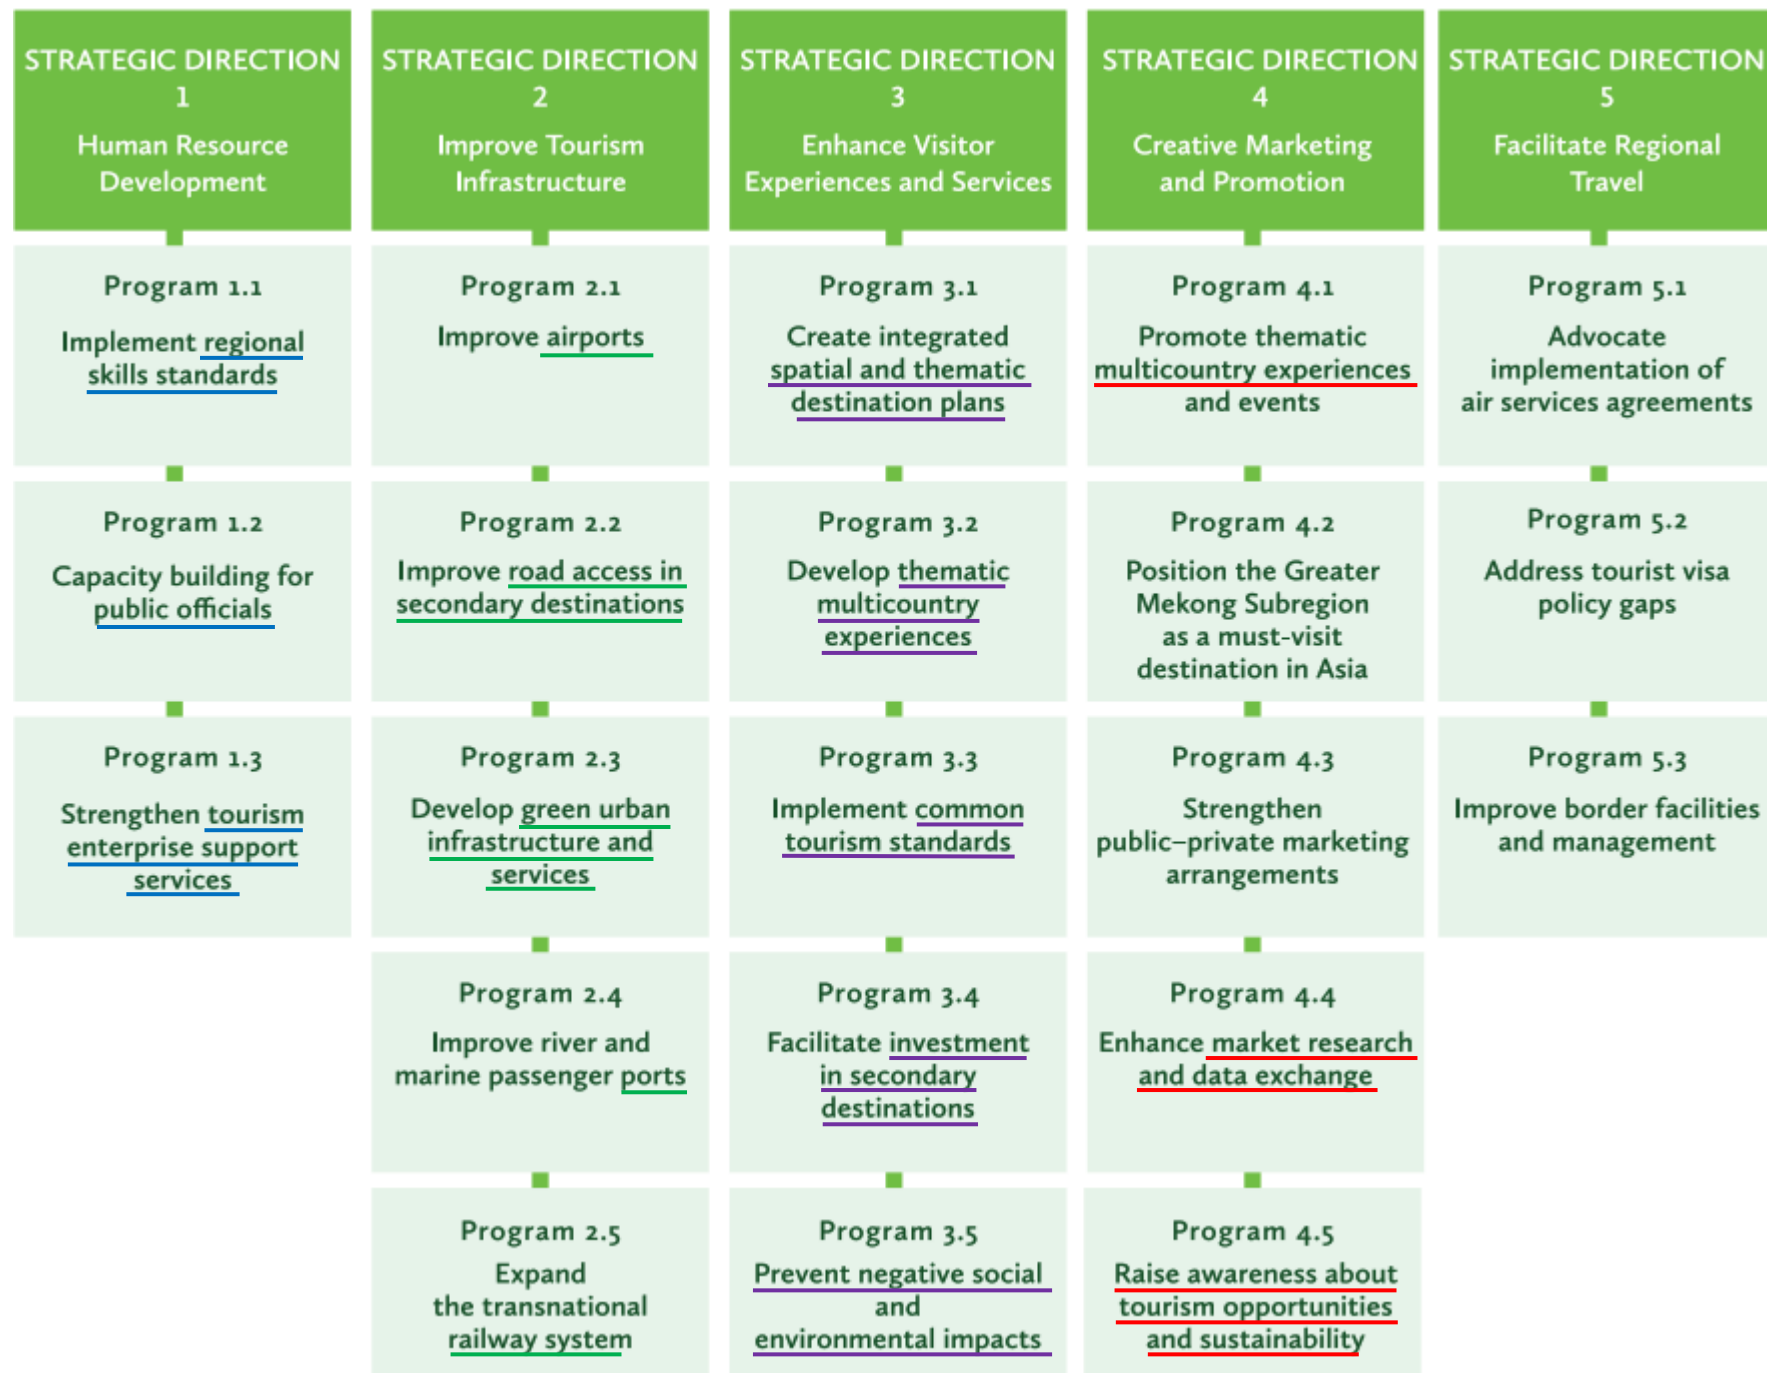 STRATEGIC DIRECTION
1
Human Resource
Development
Program 1.1
Implement regional
skills standards
Program 1.2
Capacity building for
public officials
Program 1.3
Strengthen tourism
enterprise support
services
STRATEGIC DIRECTION
2
Improve Tourism
Infrastructure
Program 2.1
Improve airports
Program 2.2
Improve road access in
secondary destinations
Program 2.3
Develop green urban
infrastructure and
services
Program 2.4
Improve river and
marine passenger ports
Program 2.5
Expand
the transnational
railway system
STRATEGIC DIRECTION
3
Enhance Visitor
Experiences and Services
Program 3.1
Create integrated
spatial and thematic
destination plans
Program 3.2
Develop thematic
multicountry
experiences
Program 3.3
Implement common
tourism standards
Program 3.4
Facilitate investment
in secondary
destinations
Program 3.5
Prevent negative social
and
environmental impacts
STRATEGIC DIRECTION
4
Creative Marketing
and Promotion
Program 4.1
Promote thematic
multicountry experiences
and events
Program 4.2
Position the Greater
Mekong Subregion
as a must-visit
destination in Asia
Program 4.3
Strengthen
public–private marketing
arrangements
Program 4.4
Enhance market research
and data exchange
Program 4.5
Raise awareness about
tourism opportunities
and sustainability
STRATEGIC DIRECTION
5
Facilitate Regional
Travel
Program 5.1
Advocate
implementation of
air services agreements
Program 5.2
Address tourist visa
policy gaps
Program 5.3
Improve border facilities
and management